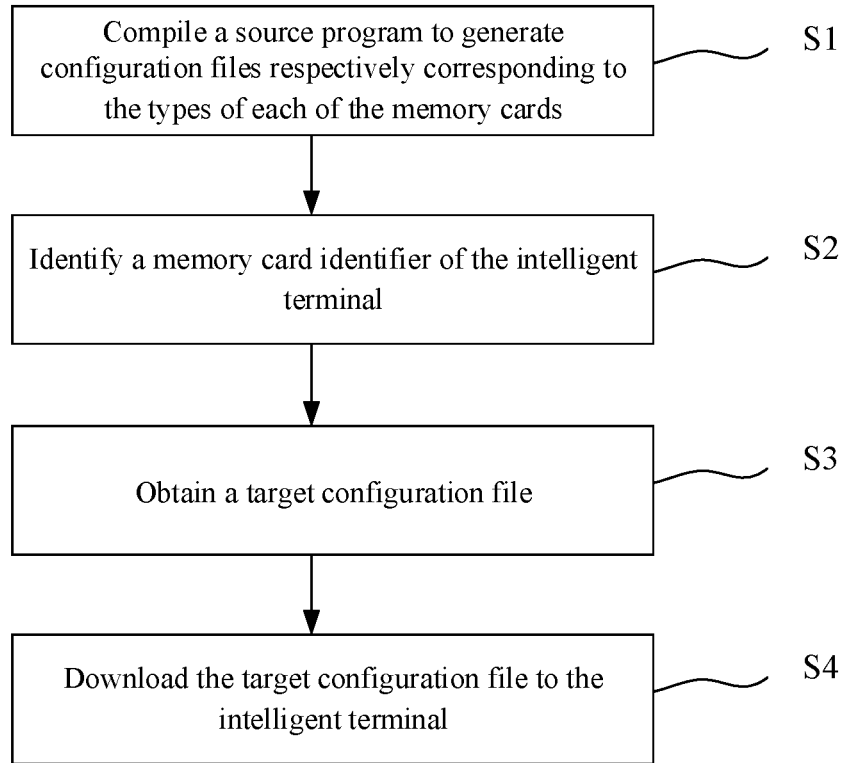 Compile a source program to generate
configuration files respectively corresponding to
the types of each of the memory cards
S1
Identify a memory card identifier of the intelligent
terminal
S2
Obtain a target configuration file
S3
Download the target configuration file to the
intelligent terminal
S4